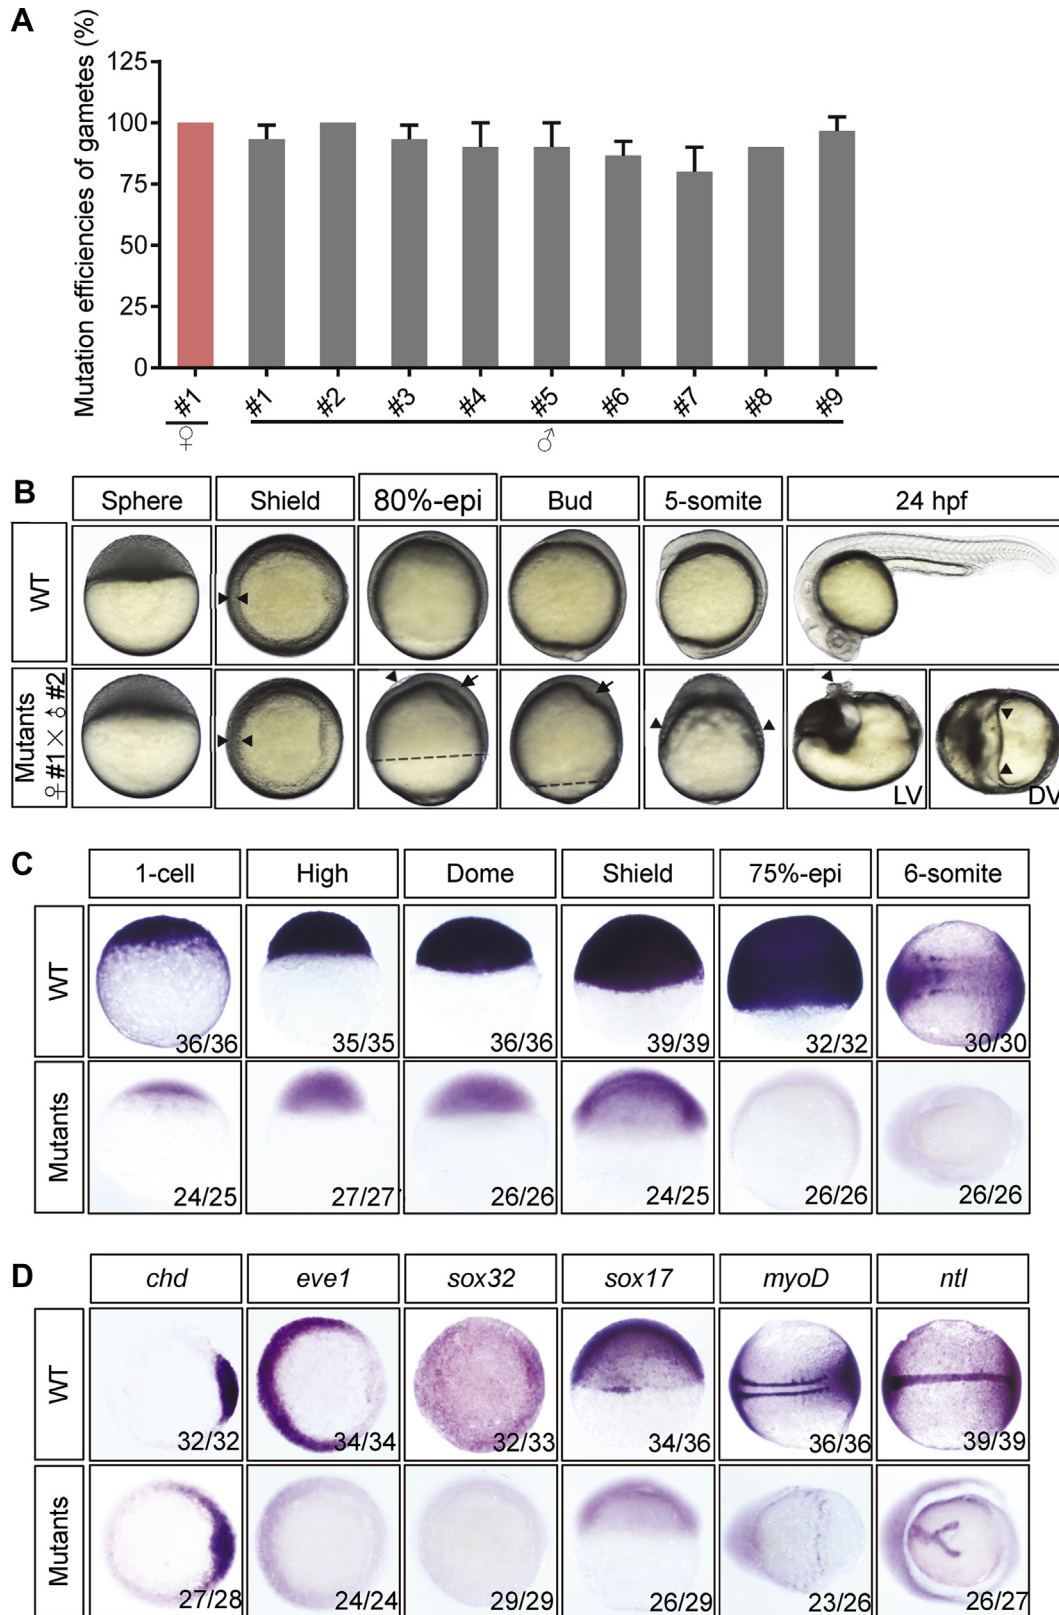 A
Mutation efficiencies of gametes (%)
125
100
75
50
25
0
#1 #1 #2 #3 #4 #5 #6 #7 #8 #9
♀ ♂
B
Sphere Shield 80%-epi Bud 5-somite 24 hpf
WT
Mutants
♀#1 × ♂#2
LV DV
C
1-cell High Dome Shield 75%-epi 6-somite
WT
36/36 35/35 36/36 39/39 32/32 30/30
Mutants
24/25 27/27 26/26 24/25 26/26 26/26
D
chd eve1 sox32 sox17 myoD ntl
WT
32/32 34/34 32/33 34/36 36/36 39/39
Mutants
27/28 24/24 29/29 26/29 23/26 26/27